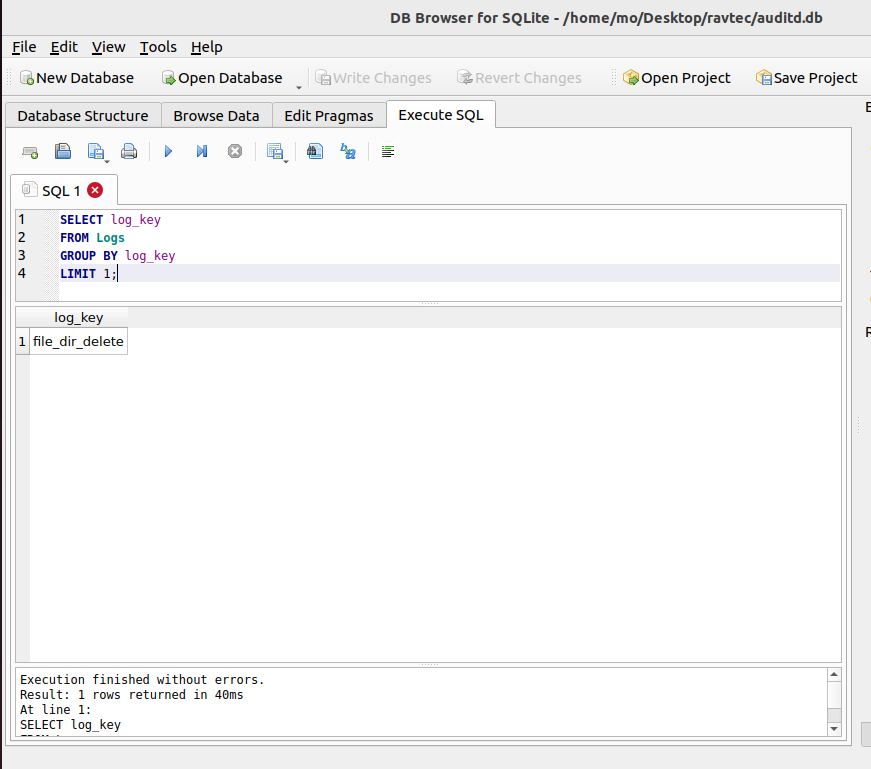 DB Browser for SQLite - /home/mo/Desktop/ravtec/auditd.db
File Edit View Tools Help
New Database Open Database Write Changes Revert Changes Open Project Save Project
Database Structure Browse Data Edit Pragmas Execute SQL
SQL 1
1 SELECT log_key
2 FROM Logs
3 GROUP BY log_key
4 LIMIT 1;
log_key
1 file_dir_delete
Execution finished without errors.
Result: 1 rows returned in 40ms
At line 1:
SELECT log_key